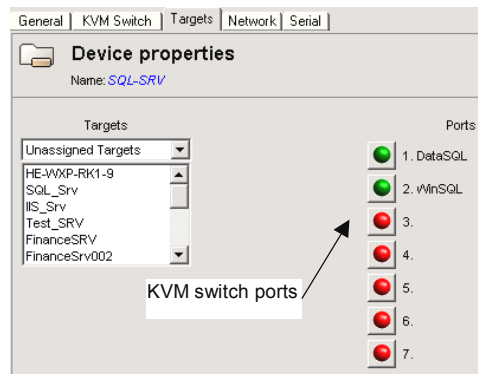 General KVM Switch Targets Network Serial
Device properties
Name: SQL-SRV
Targets
Ports
Unassigned Targets
HE-WXP-RK1-9
SQL_Srv
IIS_Srv
Test_SRV
FinanceSRV
FinanceSrv002
1. DataSQL
2. WinSQL
3.
4.
5.
6.
7.
KVM switch ports